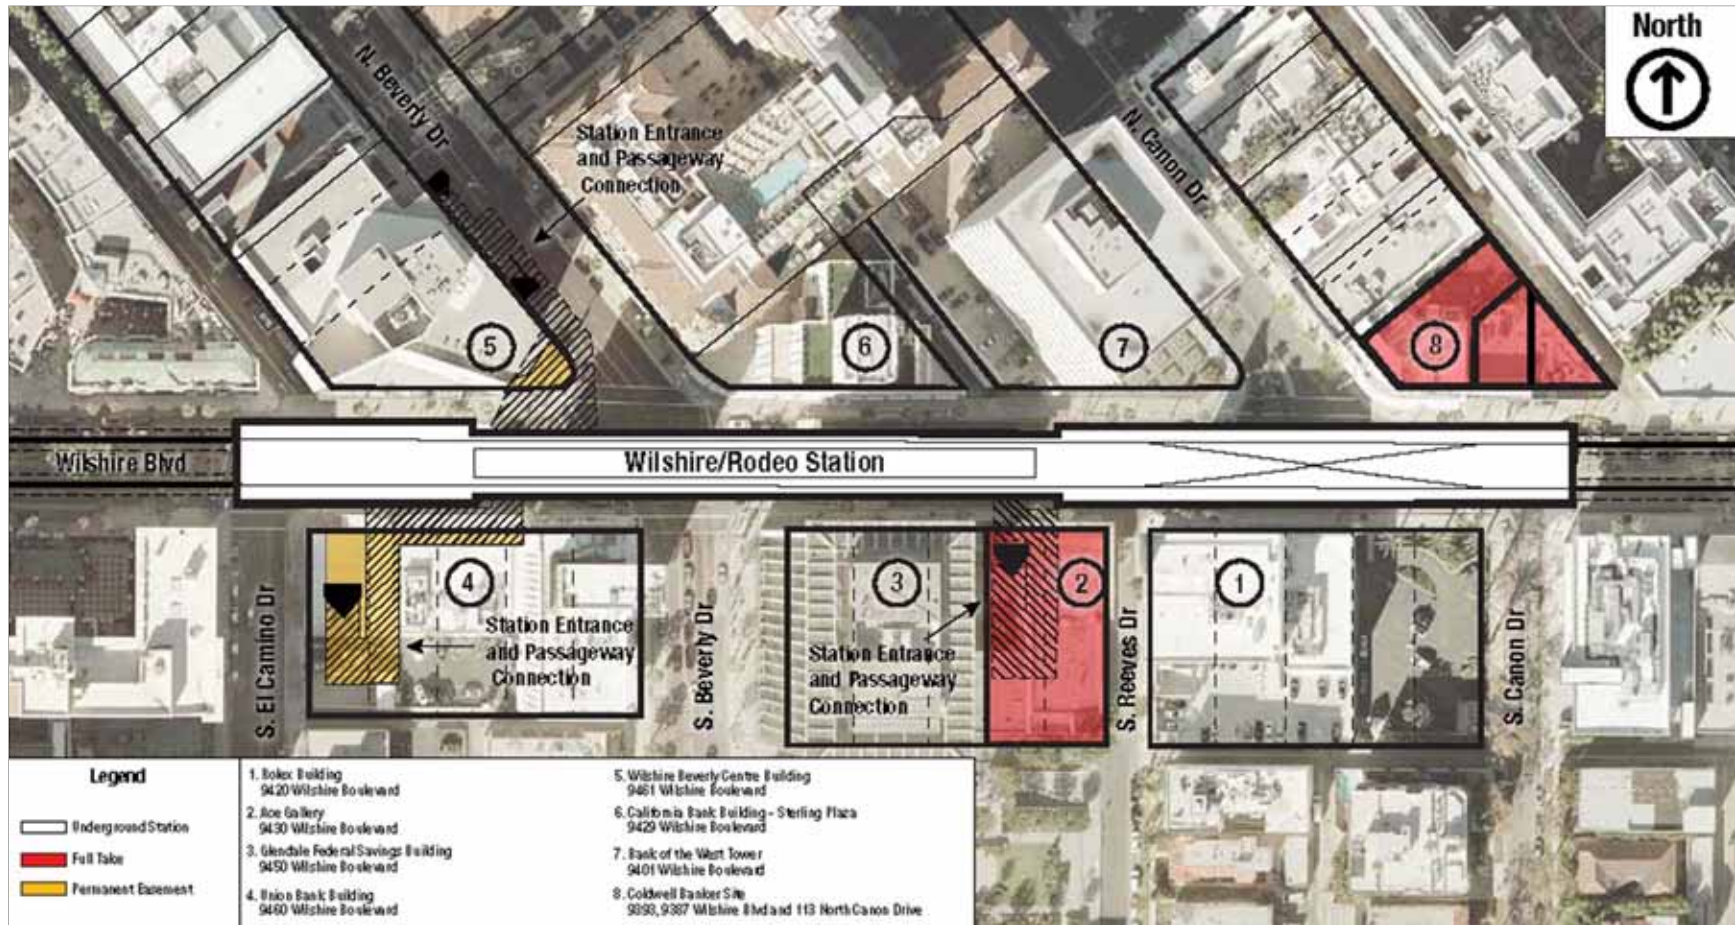 North
N. Beverly Dr
Station Entrance
and Passageway
Connection
N. Canon Dr
5
6
7
8
Wilshire Blvd
Wilshire/Rodeo Station
4
3
2
1
S. El Camino Dr
Station Entrance
and Passageway
Connection
S. Beverly Dr
Station Entrance
and Passageway
Connection
S. Reeves Dr
S. Canon Dr
Legend
Underground Station
Full Take
Permanent Easement
1. Rolex Building
9420 Wilshire Boulevard
2. Ace Gallery
9430 Wilshire Boulevard
3. Glendale Federal Savings Building
9450 Wilshire Boulevard
4. Union Bank Building
9460 Wilshire Boulevard
5. Wilshire Beverly Centre Building
9461 Wilshire Boulevard
6. California Bank Building - Sterling Plaza
9429 Wilshire Boulevard
7. Bank of the West Tower
9401 Wilshire Boulevard
8. Coldwell Banker Site
9393, 9387 Wilshire Blvd and 113 North Canon Drive